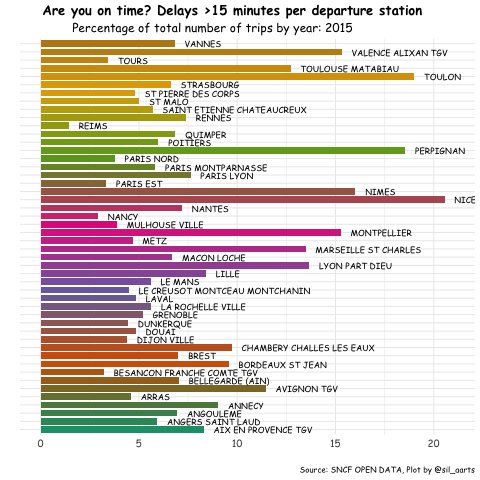 Are you on time? Delays >15 minutes per departure station
Percentage of total number of trips by year: 2015
VANNES
VALENCE ALIXAN TGV
TOURS
TOULOUSE MATABIAU
TOULON
STRASBOURG
ST PIERRE DES CORPS
ST MALO
SAINT ETIENNE CHATEAUCREUX
RENNES
REIMS
QUIMPER
POITIERS
PERPIGNAN
PARIS NORD
PARIS MONTPARNASSE
PARIS LYON
PARIS EST
NIMES
NICE
NANTES
NANCY
MULHOUSE VILLE
MONTPELLIER
METZ
MARSEILLE ST CHARLES
MACON LOCHE
LYON PART DIEU
LILLE
LE MANS
LE CREUSOT MONTCEAU MONTCHANIN
LAVAL
LA ROCHELLE VILLE
GRENOBLE
DUNKERQUE
DOUAI
DIJON VILLE
CHAMBERY CHALLES LES EAUX
BREST
BORDEAUX ST JEAN
BESANCON FRANCHE COMTE TGV
BELLEGARDE (AIN)
AVIGNON TGV
ARRAS
ANNECY
ANGOULEME
ANGERS SAINT LAUD
AIX EN PROVENCE TGV
0 5 10 15 20
Source: SNCF OPEN DATA, Plot by @sil_aarts